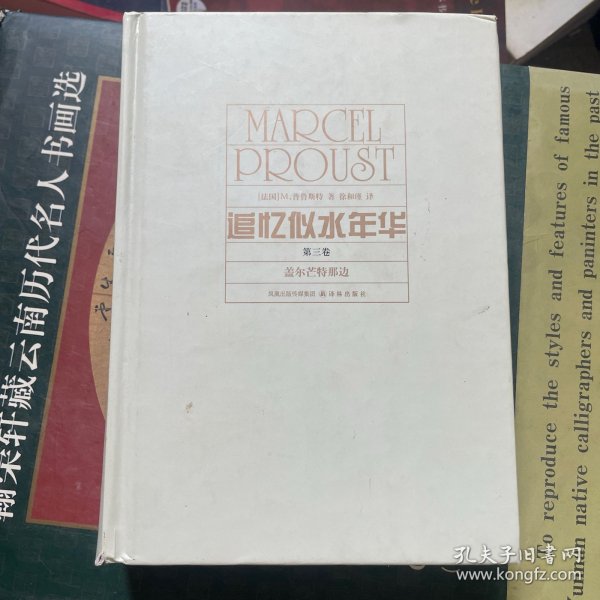 MARCEL
PROUST
[法国]M.普鲁斯特 著 徐和瑾 译
追忆似水年华
第三卷
盖尔芒特那边
凤凰出版传媒集团 译林出版社
翰荣轩藏云南历代名人书画选
To reproduce the styles and features of famous
Yunnan native calligraphers and paninters in the past
孔夫子旧书网
www.kongfz.com